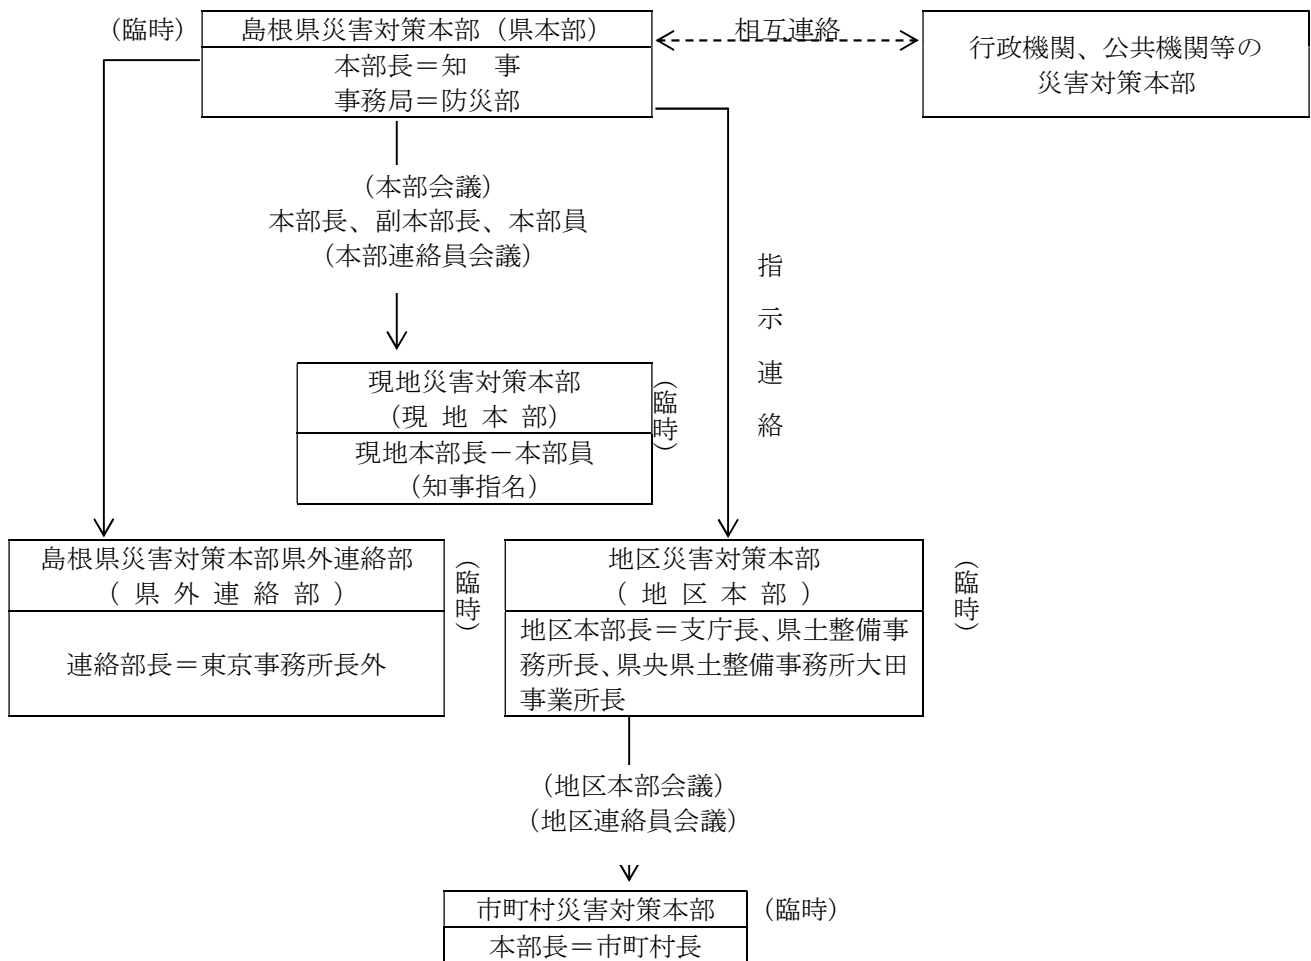 (臨時)
島根県災害対策本部(県本部)
本部長=知 事
事務局=防災部
相互連絡
行政機関、公共機関等の
災害対策本部
(本部会議)
本部長、副本部長、本部員
(本部連絡員会議)
指示連絡
現地災害対策本部
(現 地 本 部)
現地本部長-本部員
(知事指名)
(臨時)
島根県災害対策本部県外連絡部
( 県 外 連 絡 部 )
連絡部長=東京事務所長外
(臨時)
地区災害対策本部
( 地 区 本 部 )
地区本部長=支庁長、県土整備事
務所長、県央県土整備事務所大田
事業所長
(臨時)
(地区本部会議)
(地区連絡員会議)
市町村災害対策本部
本部長=市町村長
(臨時)